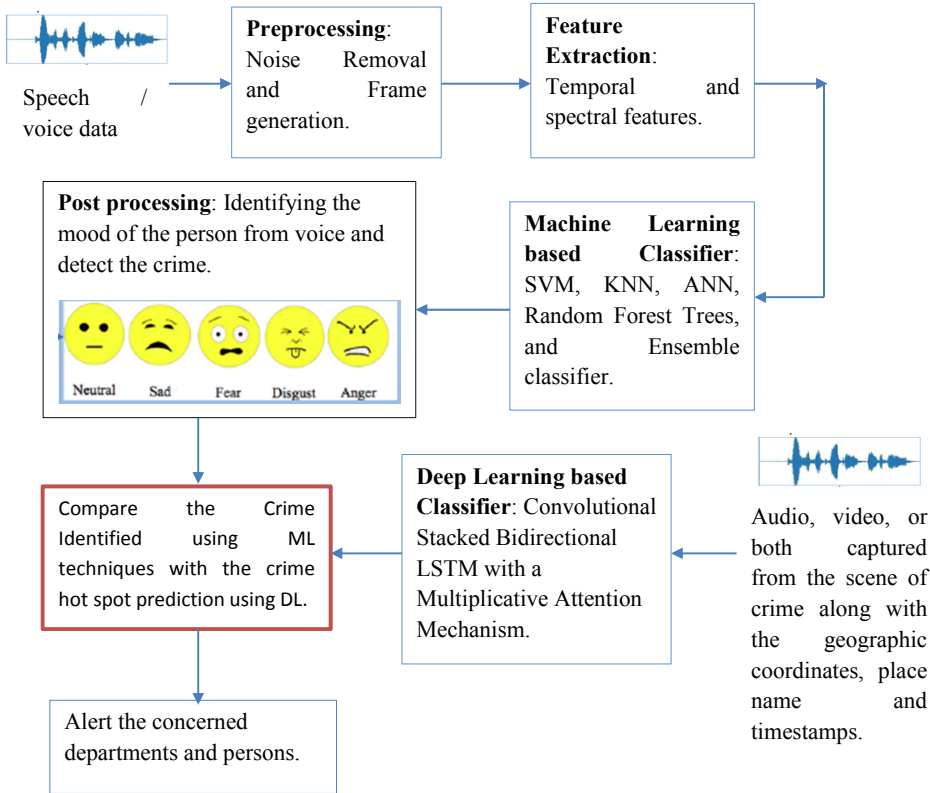 Speech /
voice data
Preprocessing:
Noise Removal
and Frame
generation.
Feature
Extraction:
Temporal and
spectral features.
Machine Learning
based Classifier:
SVM, KNN, ANN,
Random Forest Trees,
and Ensemble
classifier.
Post processing: Identifying the
mood of the person from voice and
detect the crime.
Neutral Sad Fear Disgust Anger
Compare the Crime
Identified using ML
techniques with the crime
hot spot prediction using DL.
Deep Learning based
Classifier: Convolutional
Stacked Bidirectional
LSTM with a
Multiplicative Attention
Mechanism.
Audio, video, or
both captured
from the scene of
crime along with
the geographic
coordinates, place
name and
timestamps.
Alert the concerned
departments and persons.